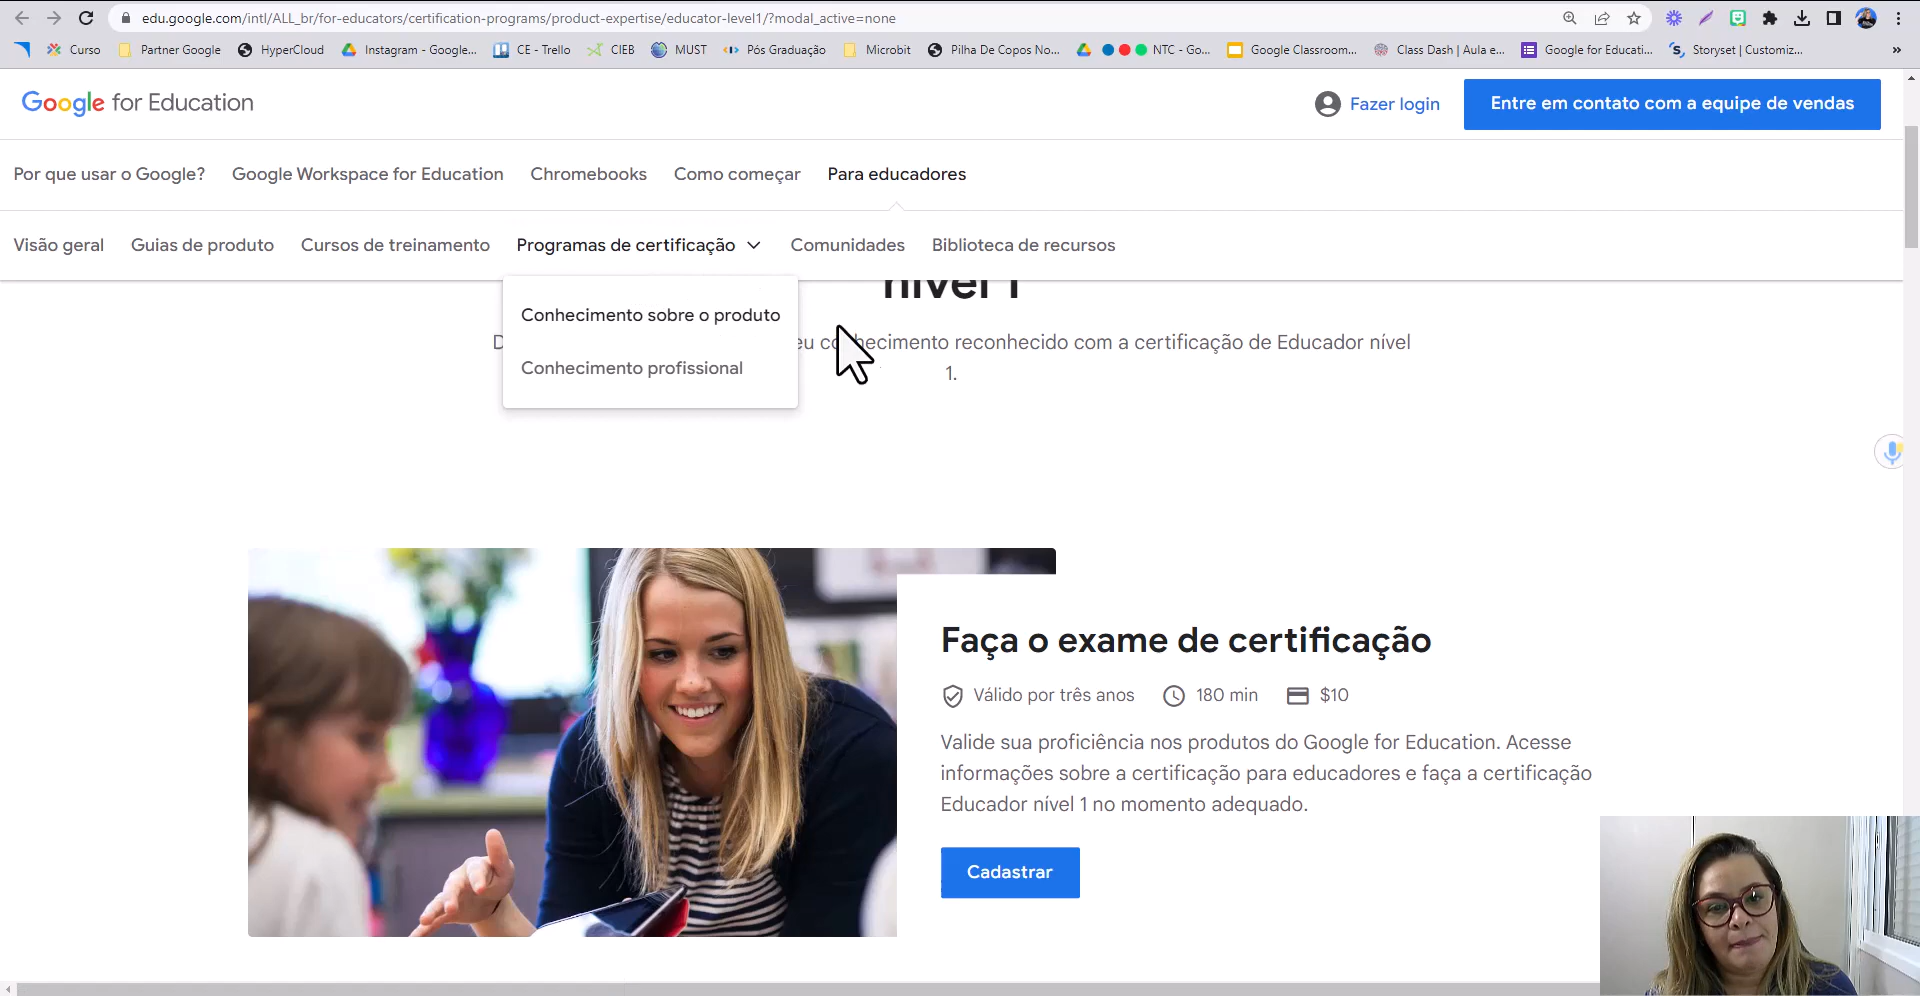 edu.google.com/intl/ALL_br/for-educators/certification-programs/product-expertise/educator-level1/?modal_active=none
Curso
Partner Google
HyperCloud
Instagram - Google...
CE - Trello
CIEB
MUST
Pós Graduação
Microbit
Pilha De Copos No...
NTC - Go...
Google Classroom...
Class Dash | Aula e...
Google for Educati...
Storyset | Customiz...
»
Google for Education
Fazer login
Entre em contato com a equipe de vendas
Por que usar o Google?
Google Workspace for Education
Chromebooks
Como começar
Para educadores
Visão geral
Guias de produto
Cursos de treinamento
Programas de certificação
Comunidades
Biblioteca de recursos
nível 1
Conhecimento sobre o produto
Conhecimento profissional
reconhecido com a certificação de Educador nível
1.
Faça o exame de certificação
Válido por três anos
180 min
$10
Valide sua proficiência nos produtos do Google for Education. Acesse
informações sobre a certificação para educadores e faça a certificação
Educador nível 1 no momento adequado.
Cadastrar